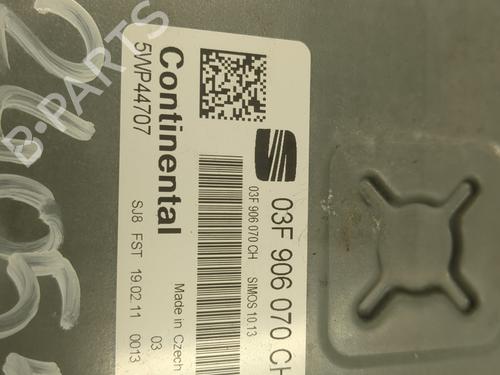 Continental
5WP44707
03F 906 070 CH
03F 906 070 CH SIMOS 10.13
Made in Czech
SJ8 FST 19.02.11 0013
03
B-PARTS